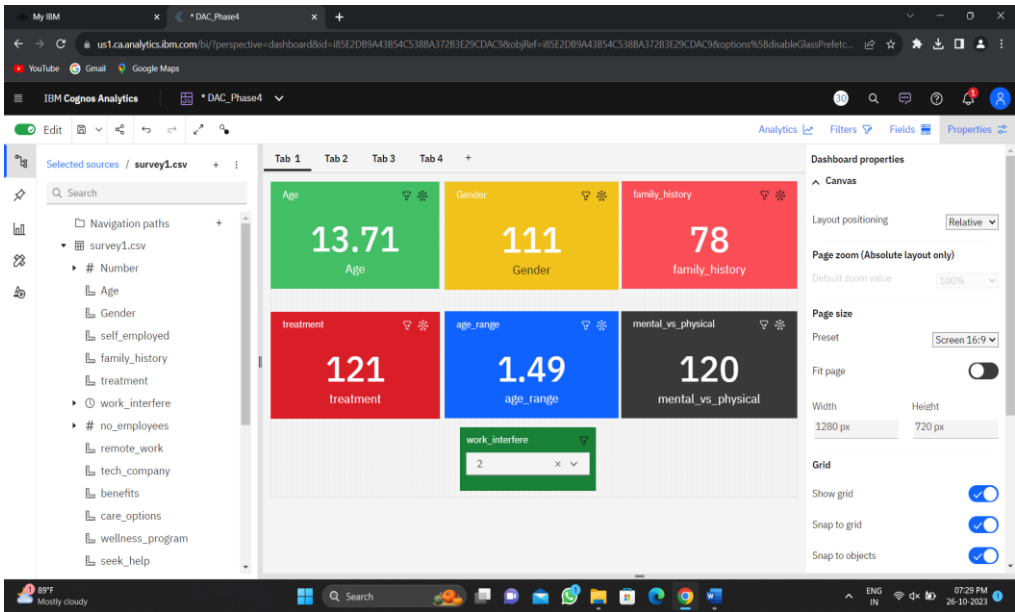 My IBM
* DAC_Phase4
us1.ca.analytics.ibm.com/bi/?perspective=dashboard&id=i85E2DB9A43B54C538BA372B3E29CDAC9&objRef=i85E2DB9A43B54C538BA372B3E29CDAC9&options%5BdisableGlassPrefetc...
YouTube Gmail Google Maps
IBM Cognos Analytics * DAC_Phase4 30
Edit Analytics Filters Fields Properties
Selected sources / survey1.csv
Search
Navigation paths
survey1.csv
# Number
Age
Gender
self_employed
family_history
treatment
work_interfere
# no_employees
remote_work
tech_company
benefits
care_options
wellness_program
seek_help
Tab 1 Tab 2 Tab 3 Tab 4 +
Age
13.71
Age
Gender
111
Gender
family_history
78
family_history
treatment
121
treatment
age_range
1.49
age_range
mental_vs_physical
120
mental_vs_physical
work_interfere
2
Dashboard properties
Canvas
Layout positioning Relative
Page zoom (Absolute layout only)
Default zoom value 100%
Page size
Preset Screen 16:9
Fit page
Width Height
1280 px 720 px
Grid
Show grid
Snap to grid
Snap to objects
1
89°F
Mostly cloudy
Search
ENG
IN
07:29 PM
26-10-2023
1